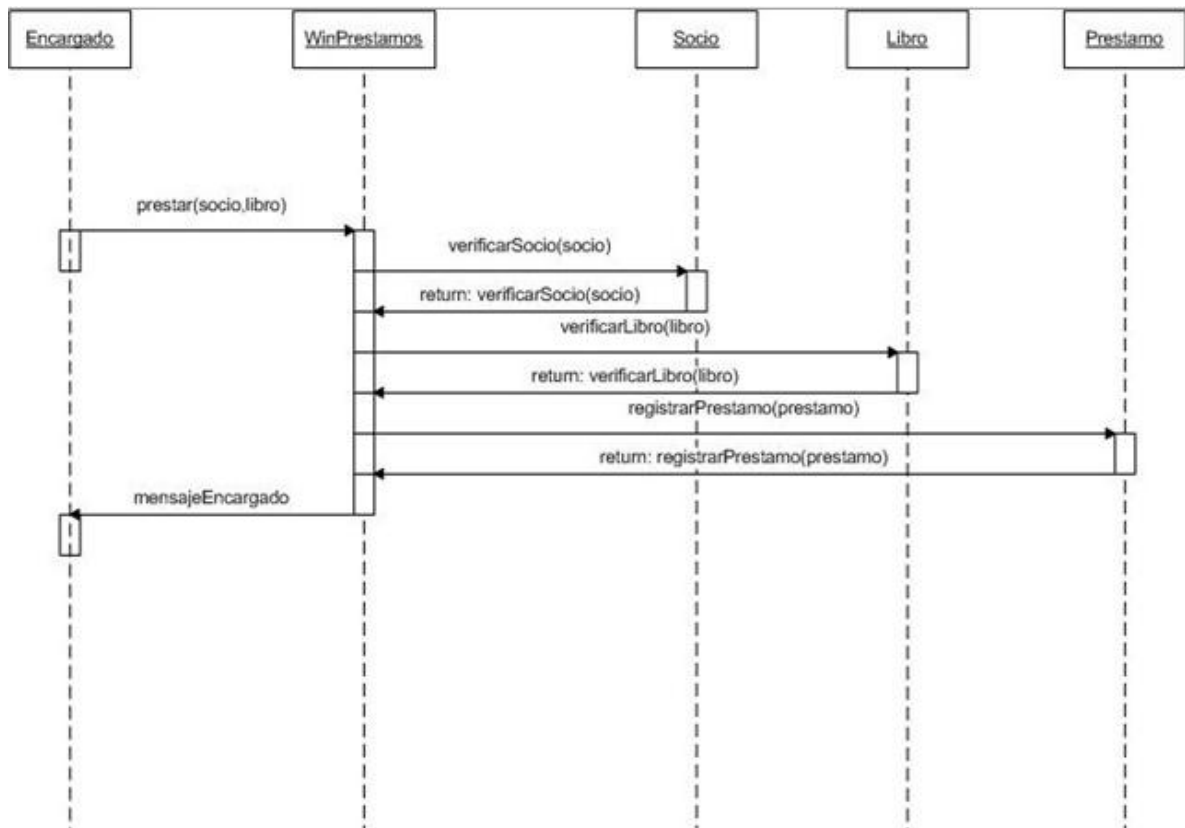 Encargado
WinPrestamos
Socio
Libro
Prestamo
prestar(socio,libro)
verificarSocio(socio)
return: verificarSocio(socio)
verificarLibro(libro)
return: verificarLibro(libro)
registrarPrestamo(prestamo)
return: registrarPrestamo(prestamo)
mensajeEncargado